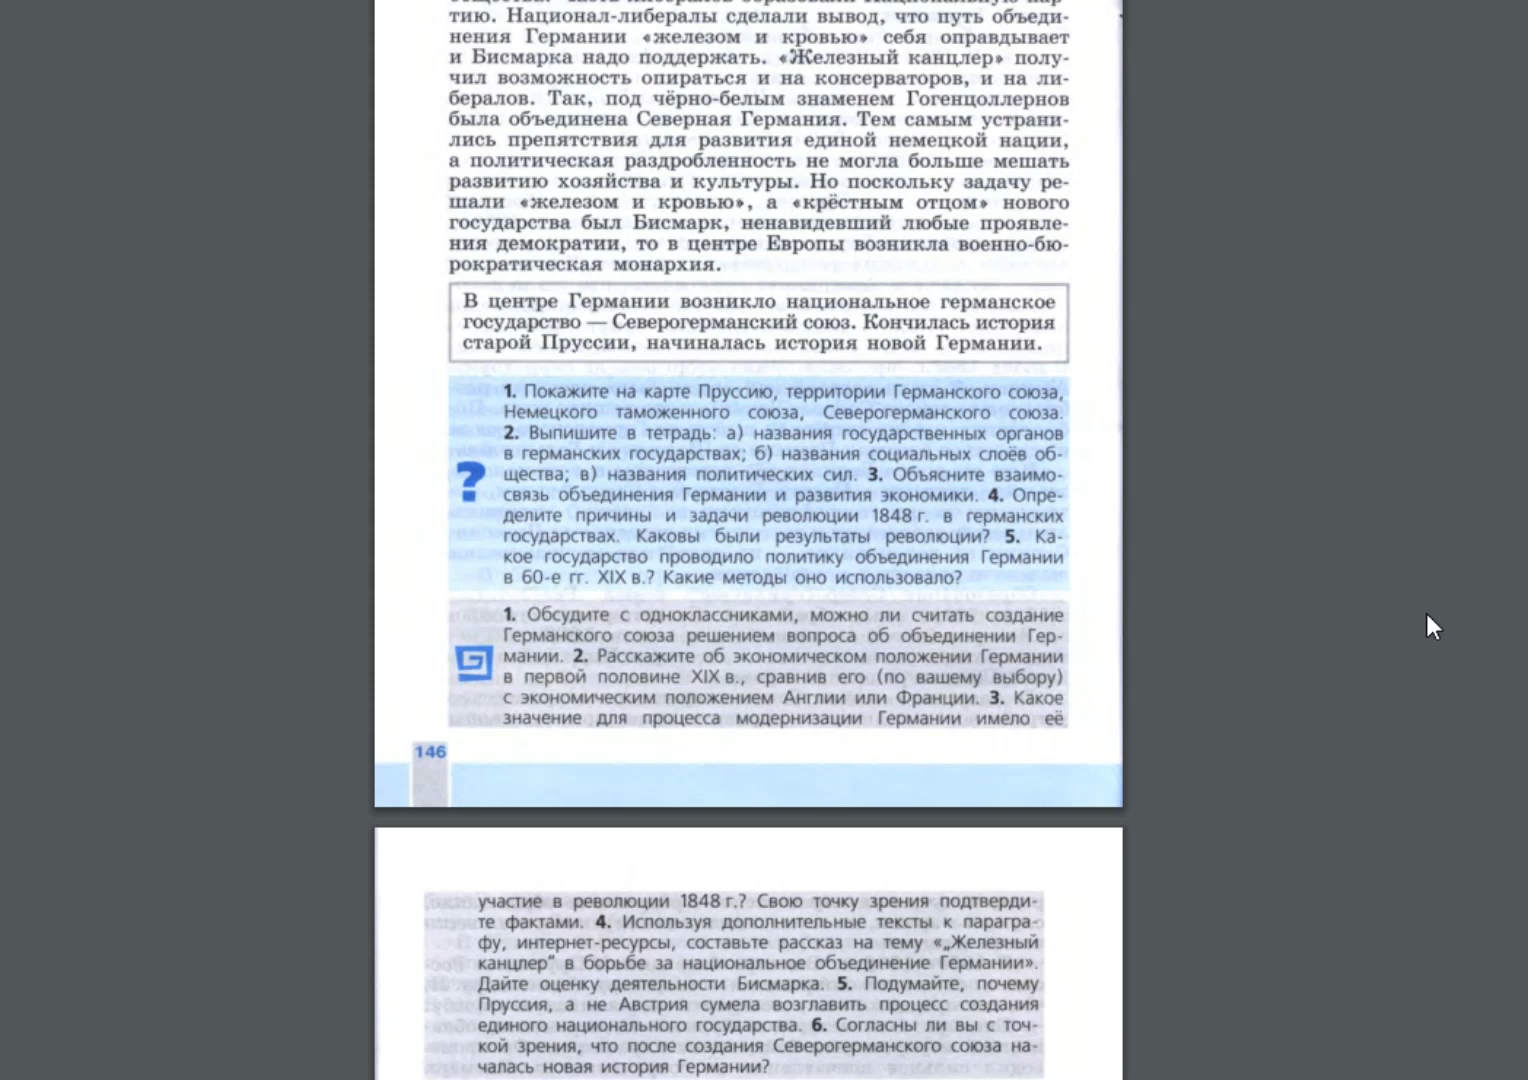 тию. Национал-либералы сделали вывод, что путь объеди-
нения Германии «железом и кровью» себя оправдывает
и Бисмарка надо поддержать. «Железный канцлер» полу-
чил возможность опираться и на консерваторов, и на ли-
бералов. Так, под чёрно-белым знаменем Гогенцоллернов
была объединена Северная Германия. Тем самым устрани-
лись препятствия для развития единой немецкой нации,
а политическая раздробленность не могла больше мешать
развитию хозяйства и культуры. Но поскольку задачу ре-
шали «железом и кровью», а «крёстным отцом» нового
государства был Бисмарк, ненавидевший любые проявле-
ния демократии, то в центре Европы возникла военно-бю-
рократическая монархия.
В центре Германии возникло национальное германское
государство — Северогерманский союз. Кончилась история
старой Пруссии, начиналась история новой Германии.
1. Покажите на карте Пруссию, территории Германского союза,
Немецкого таможенного союза, Северогерманского союза.
2. Выпишите в тетрадь: а) названия государственных органов
в германских государствах; б) названия социальных слоёв об-
щества; в) названия политических сил. 3. Объясните взаимо-
связь объединения Германии и развития экономики. 4. Опре-
делите причины и задачи революции 1848 г. в германских
государствах. Каковы были результаты революции? 5. Ка-
кое государство проводило политику объединения Германии
в 60-е гг. XIX в.? Какие методы оно использовало?
?
1. Обсудите с одноклассниками, можно ли считать создание
Германского союза решением вопроса об объединении Гер-
мании. 2. Расскажите об экономическом положении Германии
в первой половине XIX в., сравнив его (по вашему выбору)
с экономическим положением Англии или Франции. 3. Какое
значение для процесса модернизации Германии имело её
146
участие в революции 1848 г.? Свою точку зрения подтверди-
те фактами. 4. Используя дополнительные тексты к парагра-
фу, интернет-ресурсы, составьте рассказ на тему «„Железный
канцлер“ в борьбе за национальное объединение Германии».
Дайте оценку деятельности Бисмарка. 5. Подумайте, почему
Пруссия, а не Австрия сумела возглавить процесс создания
единого национального государства. 6. Согласны ли вы с точ-
кой зрения, что после создания Северогерманского союза на-
чалась новая история Германии?